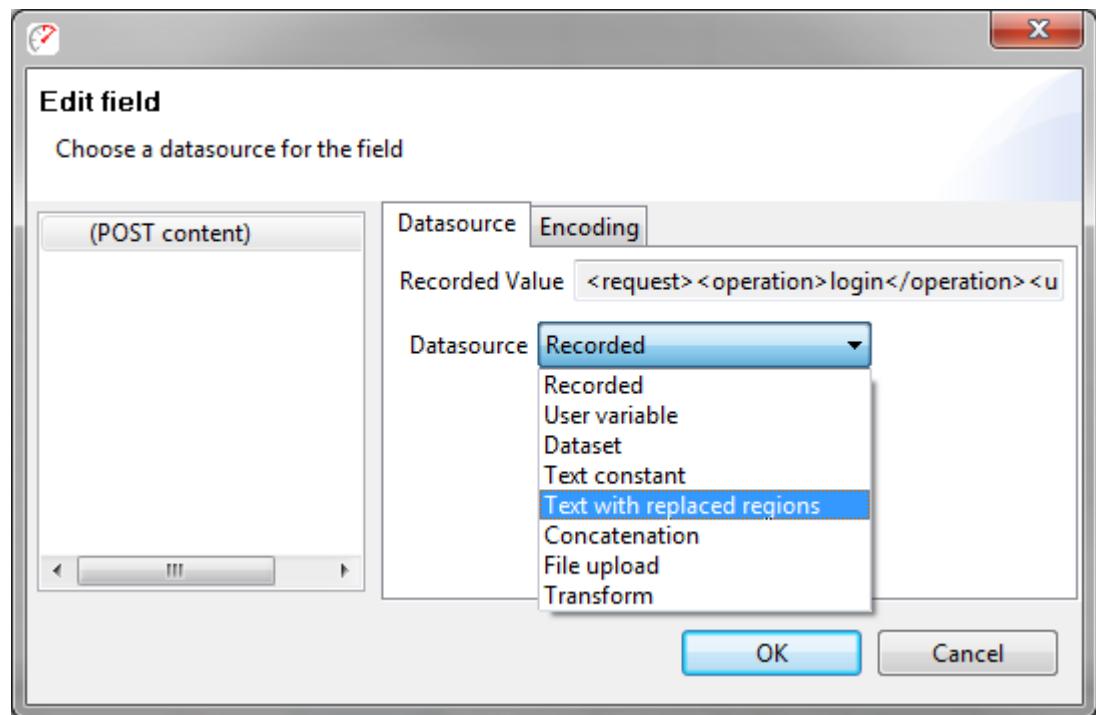 Edit field
Choose a datasource for the field
(POST content)
Datasource Encoding
Recorded Value <request><operation>login</operation><u
Datasource Recorded
Recorded
User variable
Dataset
Text constant
Text with replaced regions
Concatenation
File upload
Transform
OK Cancel